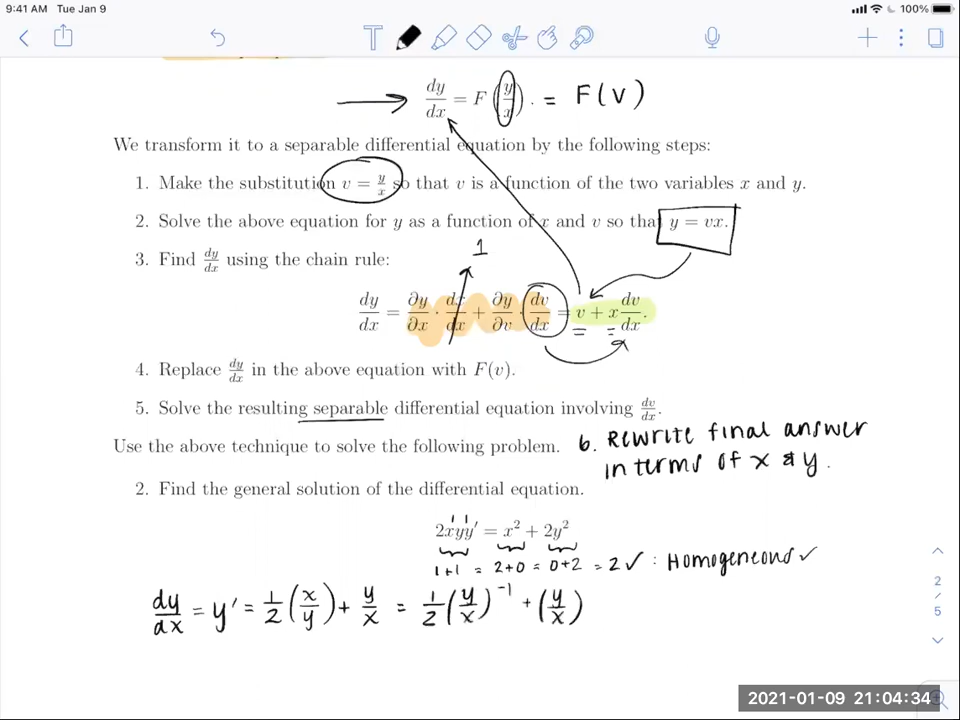 9:41 AM Tue Jan 9 100%
dy/dx = F(y/x). = F(V)
We transform it to a separable differential equation by the following steps:
1. Make the substitution v = y/x so that v is a function of the two variables x and y.
2. Solve the above equation for y as a function of x and v so that y = vx.
1
3. Find dy/dx using the chain rule:
dy/dx = ∂y/∂x · dx/dx + ∂y/∂v · dv/dx = v + x dv/dx.
4. Replace dy/dx in the above equation with F(v).
5. Solve the resulting separable differential equation involving dv/dx.
Use the above technique to solve the following problem.
6. Rewrite final answer
in terms of x & y.
2. Find the general solution of the differential equation.
2xyy′ = x² + 2y²
1+1 = 2+0 = 0+2 = 2 ✓ : Homogeneous ✓
dy/dx = y′ = 1/2 (x/y) + y/x = 1/2 (y/x)⁻¹ + (y/x)
2
/
5
2021-01-09 21:04:34